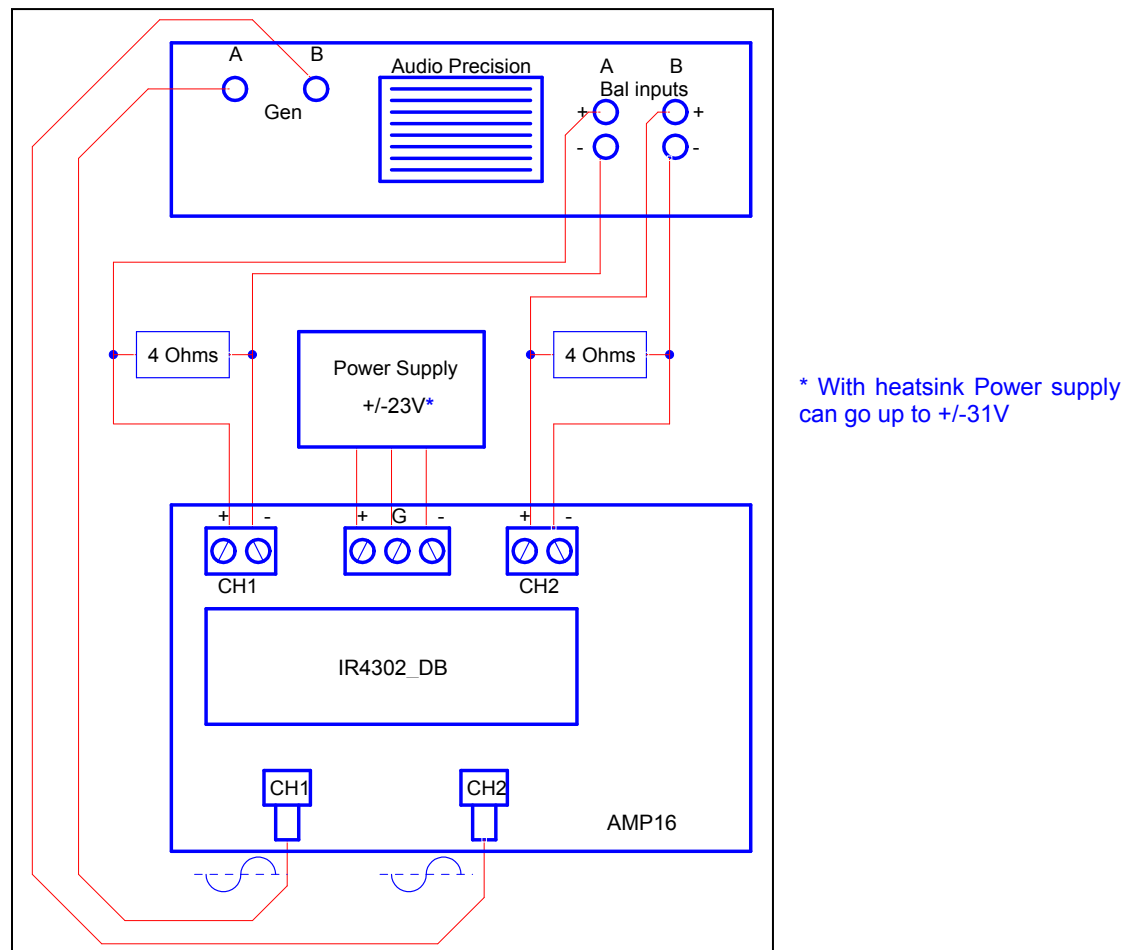 A B
Gen
Audio Precision
A B
Bal inputs
+ +
- -
4 Ohms
Power Supply
+/-23V*
4 Ohms
* With heatsink Power supply
can go up to +/-31V
+ -
CH1
+ G -
+ -
CH2
IR4302_DB
CH1
CH2
AMP16